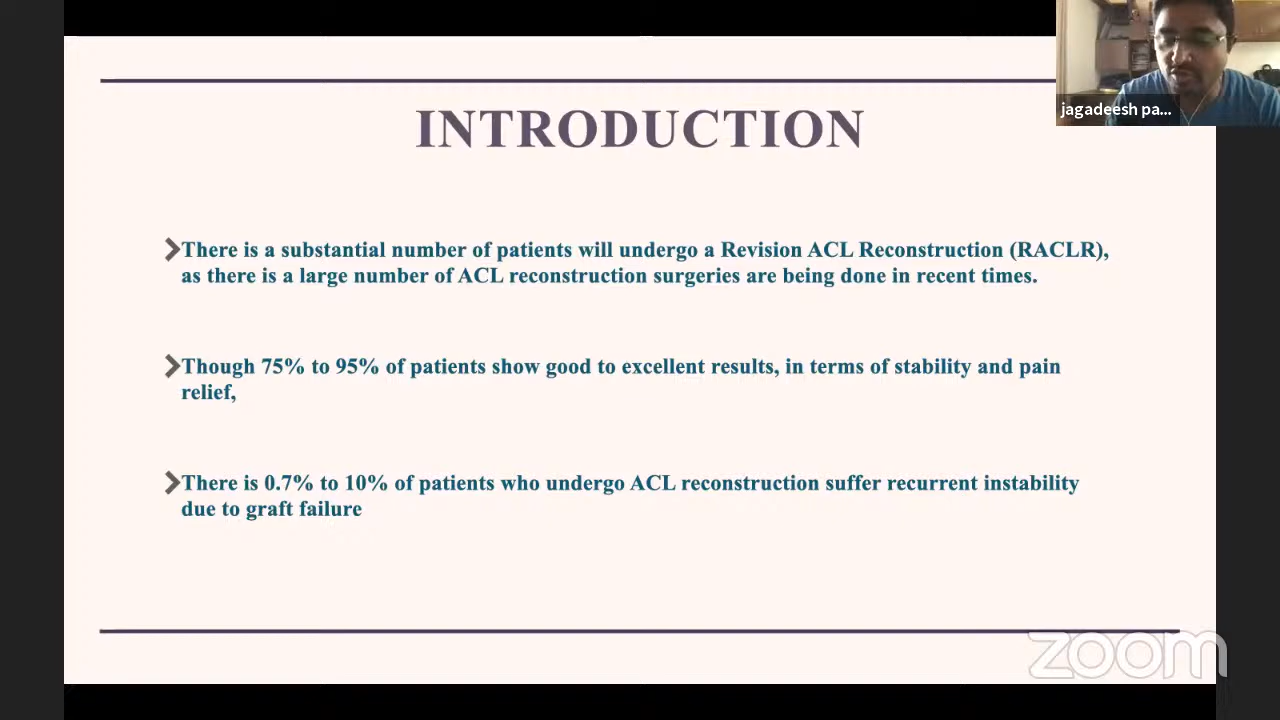 INTRODUCTION
jagadeesh pa...
There is a substantial number of patients will undergo a Revision ACL Reconstruction (RACLR),
as there is a large number of ACL reconstruction surgeries are being done in recent times.
Though 75% to 95% of patients show good to excellent results, in terms of stability and pain
relief,
There is 0.7% to 10% of patients who undergo ACL reconstruction suffer recurrent instability
due to graft failure
zoom